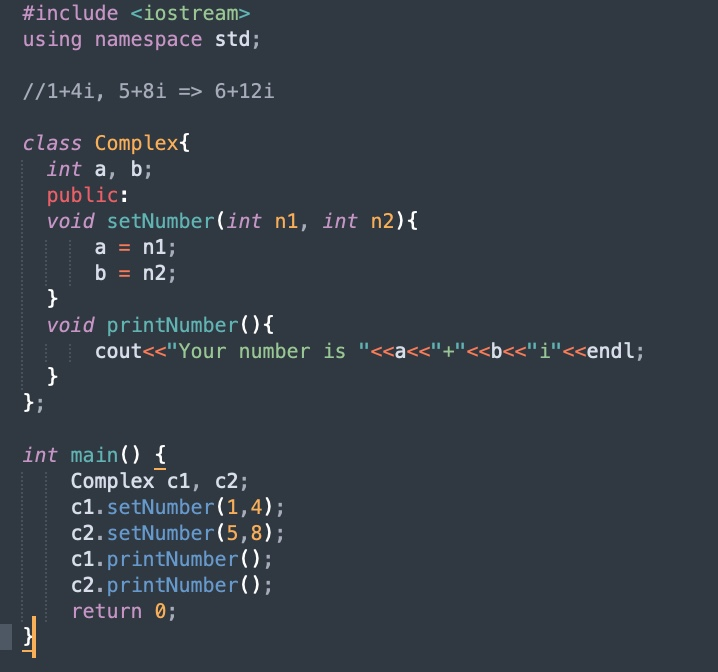 #include <iostream>
using namespace std;
//1+4i, 5+8i => 6+12i
class Complex{
int a, b;
public:
void setNumber(int n1, int n2){
a = n1;
b = n2;
}
void printNumber(){
cout<<"Your number is "<<a<<"+"<<b<<"i"<<endl;
}
};
int main() {
Complex c1, c2;
c1.setNumber(1,4);
c2.setNumber(5,8);
c1.printNumber();
c2.printNumber();
return 0;
}